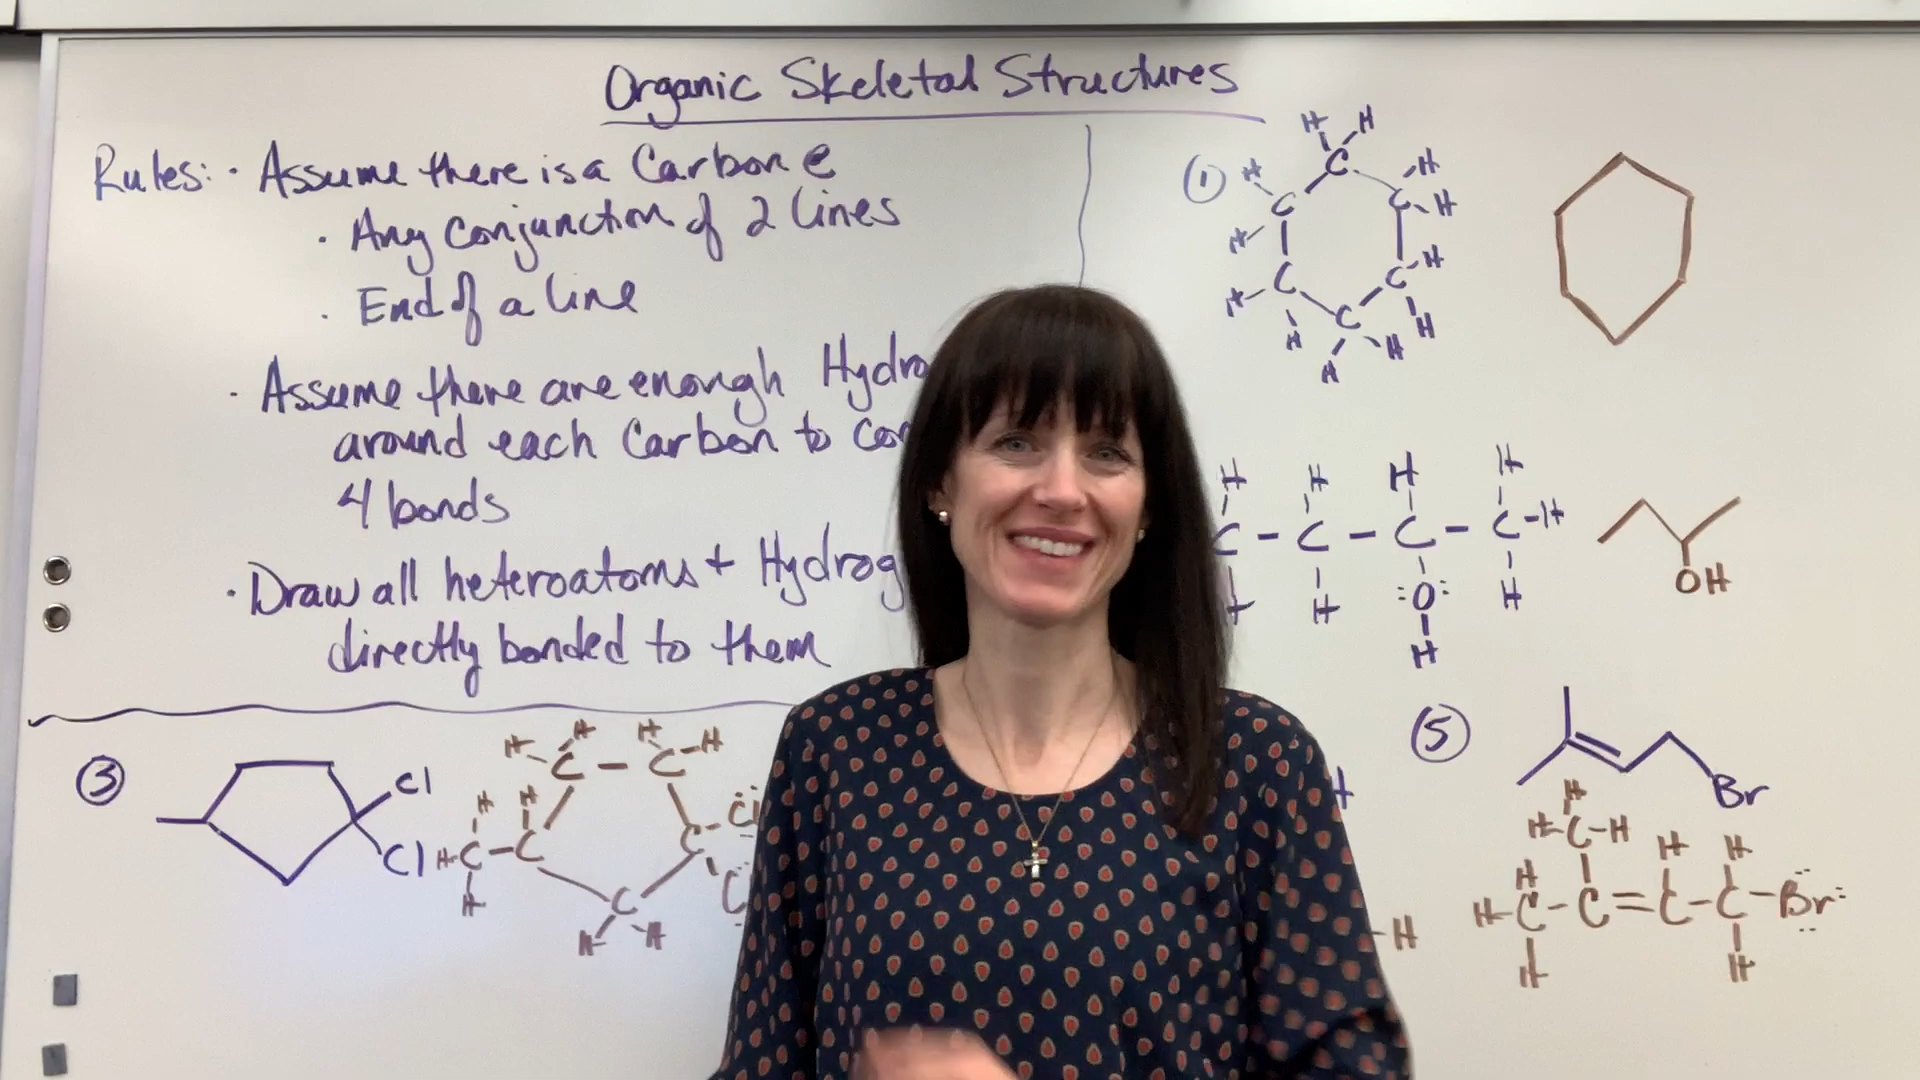 Organic Skeletal Structures
Rules: · Assume there is a Carbon @
· Any conjunction of 2 lines
· End of a line
· Assume there are enough Hydro
around each Carbon to
4 bonds
· Draw all heteroatoms + Hydrog
directly bonded to them
①
H H
C
H C C H
H
H
H C C H
H C H
H H
H H H H
C - C - C - C - H
H H :O: H
H
OH
③
Cl
Cl
H H H H
C - C
H H
H - C - C C - Cl
H
C
H H
H
H
⑤
Br
H
H - C - H
H H H
H - C - C = C - C - Br:
H H